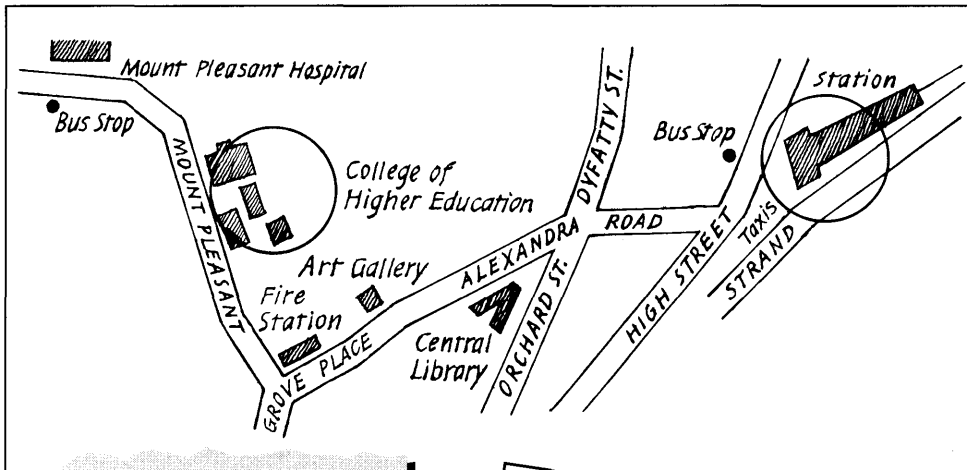 Mount Pleasant Hospital
Bus Stop
MOUNT PLEASANT
College of
Higher Education
Art Gallery
Fire
Station
GROVE PLACE
ALEXANDRA ROAD
Central
Library
ORCHARD ST.
DYFATTY ST.
Bus Stop
HIGH STREET
Station
Taxis
STRAND